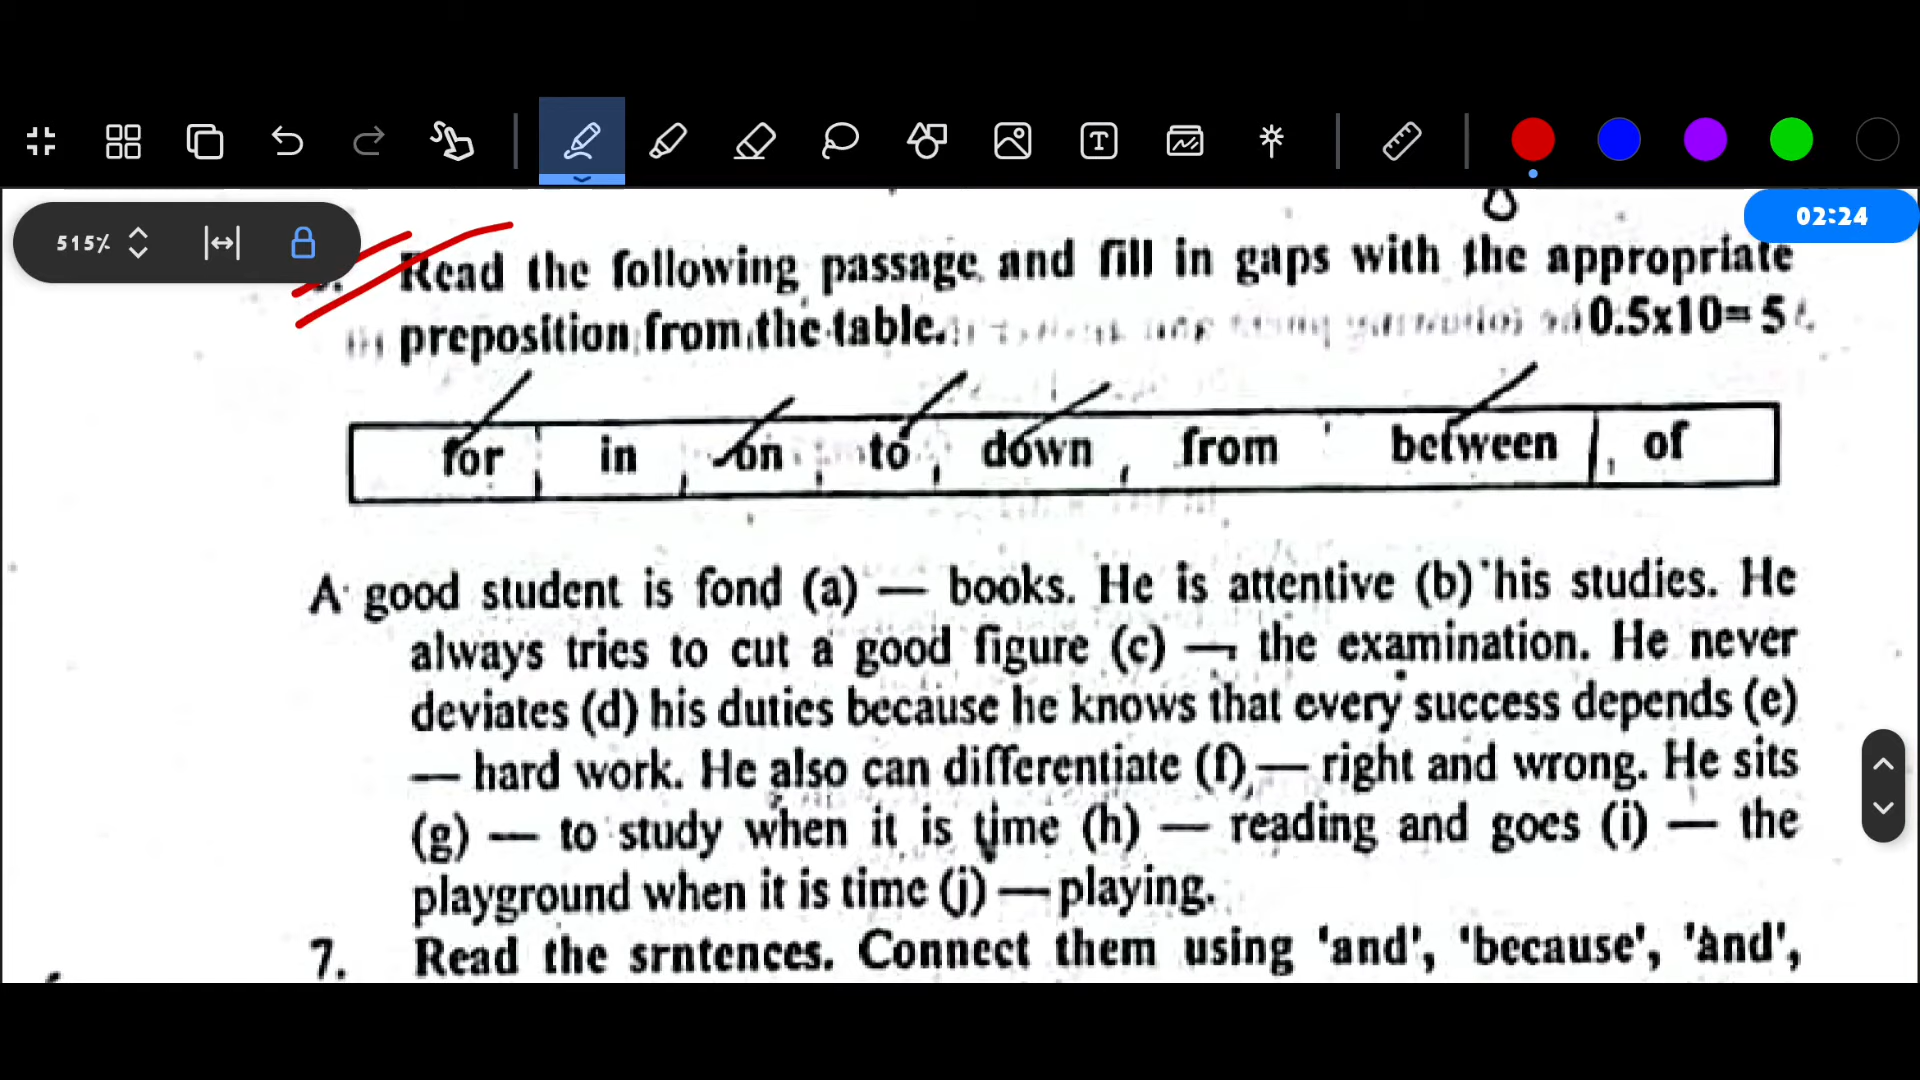 515%
02:24
Read the following passage and fill in gaps with the appropriate
preposition from the table. 0.5x10= 5
for in on to down from between of
A good student is fond (a) — books. He is attentive (b) his studies. He
always tries to cut a good figure (c) — the examination. He never
deviates (d) his duties because he knows that every success depends (e)
— hard work. He also can differentiate (f) — right and wrong. He sits
(g) — to study when it is time (h) — reading and goes (i) — the
playground when it is time (j) — playing.
7. Read the srntences. Connect them using 'and', 'because', 'and',